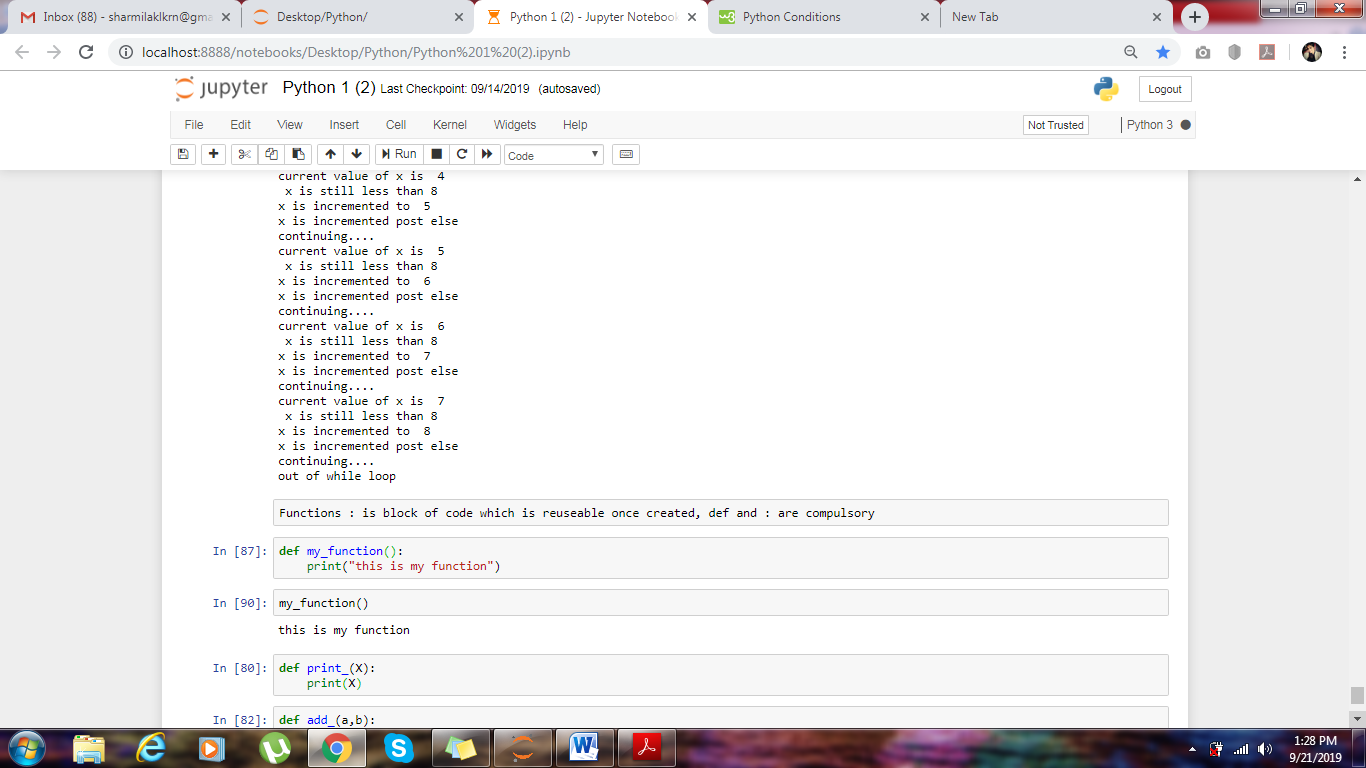 Inbox (88) - sharmilaklkrn@gma
Desktop/Python/
Python 1 (2) - Jupyter Notebook
Python Conditions
New Tab
localhost:8888/notebooks/Desktop/Python/Python%201%20(2).ipynb
jupyter Python 1 (2) Last Checkpoint: 09/14/2019 (autosaved)
Logout
File Edit View Insert Cell Kernel Widgets Help
Not Trusted
Python 3
Run
Code
current value of x is  4
 x is still less than 8
x is incremented to  5
x is incremented post else
continuing....
current value of x is  5
 x is still less than 8
x is incremented to  6
x is incremented post else
continuing....
current value of x is  6
 x is still less than 8
x is incremented to  7
x is incremented post else
continuing....
current value of x is  7
 x is still less than 8
x is incremented to  8
x is incremented post else
continuing....
out of while loop
Functions : is block of code which is reuseable once created, def and : are compulsory
In [87]: def my_function():
    print("this is my function")
In [90]: my_function()
this is my function
In [80]: def print_(X):
    print(X)
In [82]: def add_(a,b):
1:28 PM
9/21/2019